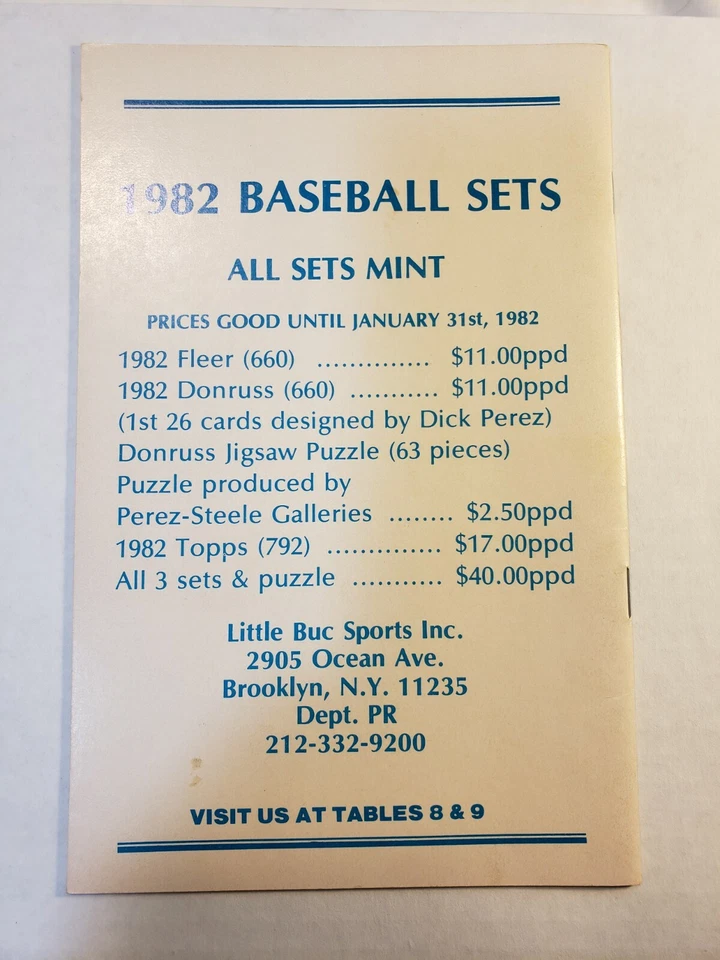 1982 BASEBALL SETS
ALL SETS MINT
PRICES GOOD UNTIL JANUARY 31st, 1982
1982 Fleer (660) .............. $11.00ppd
1982 Donruss (660) ........... $11.00ppd
(1st 26 cards designed by Dick Perez)
Donruss Jigsaw Puzzle (63 pieces)
Puzzle produced by
Perez-Steele Galleries ........ $2.50ppd
1982 Topps (792) .............. $17.00ppd
All 3 sets & puzzle ........... $40.00ppd
Little Buc Sports Inc.
2905 Ocean Ave.
Brooklyn, N.Y. 11235
Dept. PR
212-332-9200
VISIT US AT TABLES 8 & 9